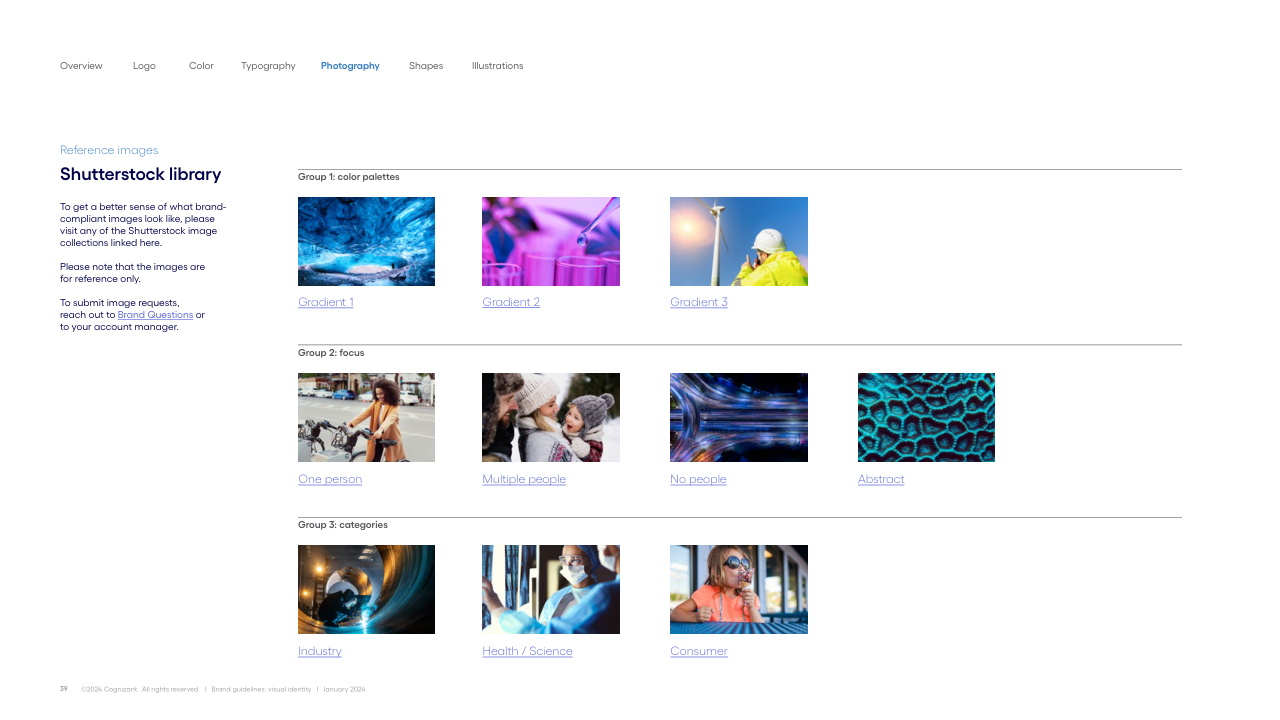 Overview Logo Color Typography Photography Shapes Illustrations
Reference images
Shutterstock library
To get a better sense of what brand-
compliant images look like, please
visit any of the Shutterstock image
collections linked here.
Please note that the images are
for reference only.
To submit image requests,
reach out to Brand Questions or
to your account manager.
Group 1: color palettes
Gradient 1 Gradient 2 Gradient 3
Group 2: focus
One person Multiple people No people Abstract
Group 3: categories
Industry Health / Science Consumer
39 ©2024 Cognizant. All rights reserved. | Brand guidelines: visual identity | January 2024